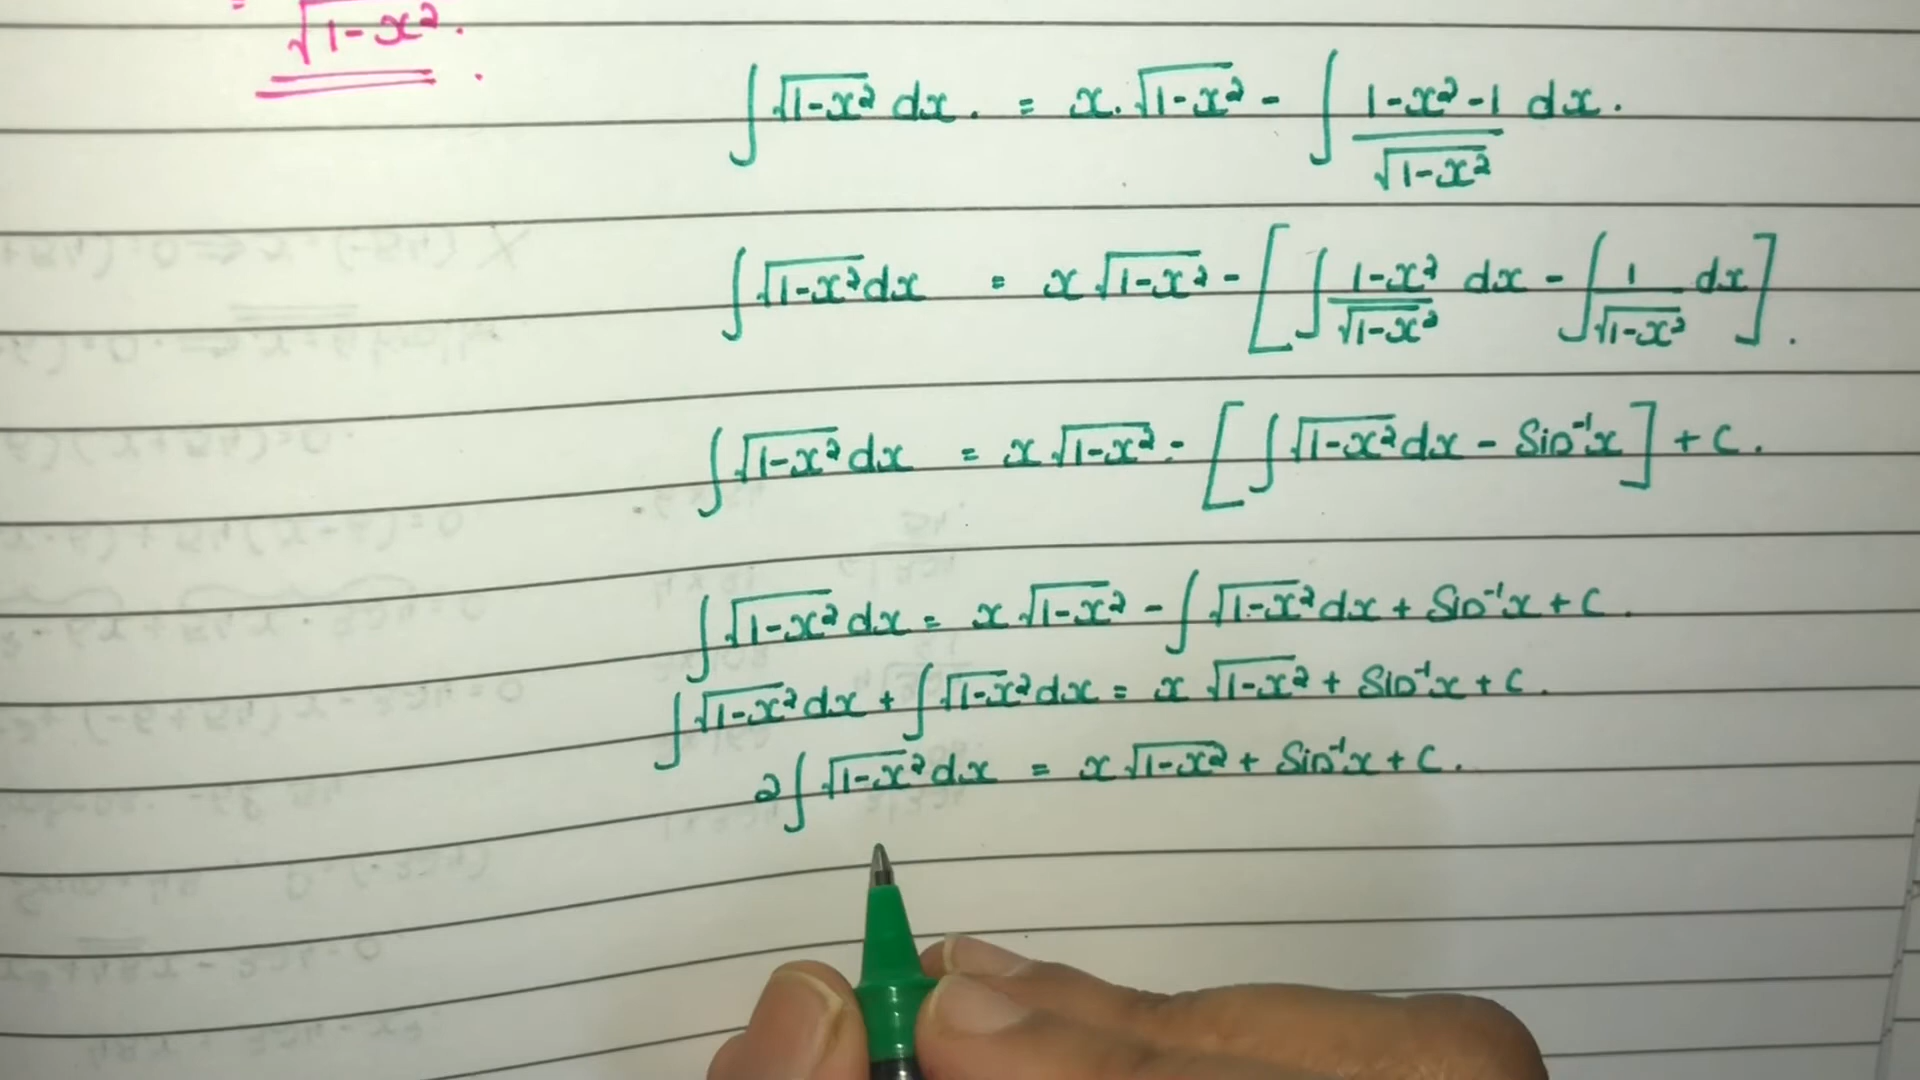 = √(1-x²).
∫√(1-x²) dx. = x.√(1-x²) - ∫ (1-x²-1)/√(1-x²) dx.
∫√(1-x²) dx = x √(1-x²) - [∫ (1-x²)/√(1-x²) dx - ∫ 1/√(1-x²) dx].
∫√(1-x²) dx = x √(1-x²) - [∫√(1-x²) dx - Sin⁻¹x] + C.
∫√(1-x²) dx = x √(1-x²) - ∫√(1-x²) dx + Sin⁻¹x + C.
∫√(1-x²) dx + ∫√(1-x²) dx = x √(1-x²) + Sin⁻¹x + C.
2∫√(1-x²) dx = x √(1-x²) + Sin⁻¹x + C.